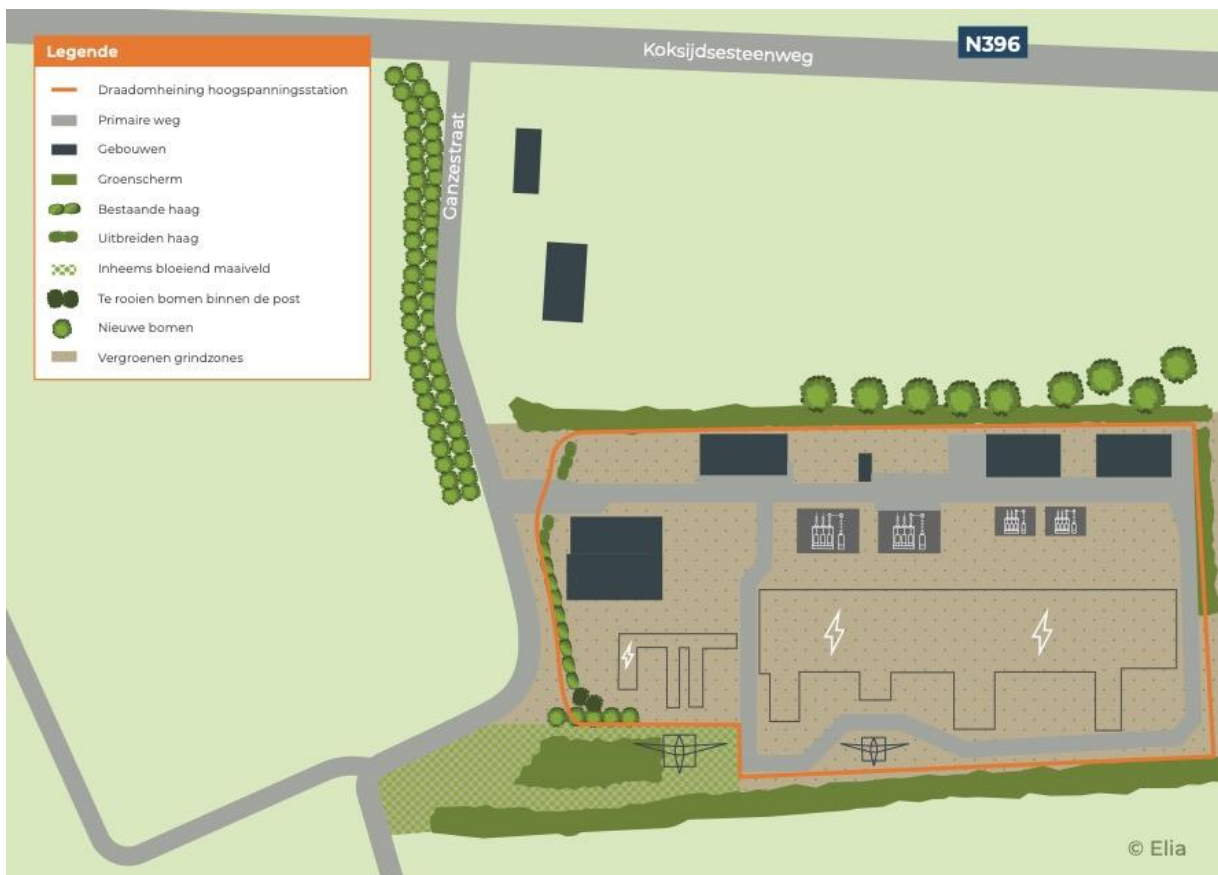 Koksijdsesteenweg
N396
Legende
Draadomheining hoogspanningsstation
Primaire weg
Gebouwen
Groenscherm
Bestaande haag
Uitbreiden haag
Inheems bloeiend maaiveld
Te rooien bomen binnen de post
Nieuwe bomen
Vergroenen grindzones
Ganzestraat
© Elia